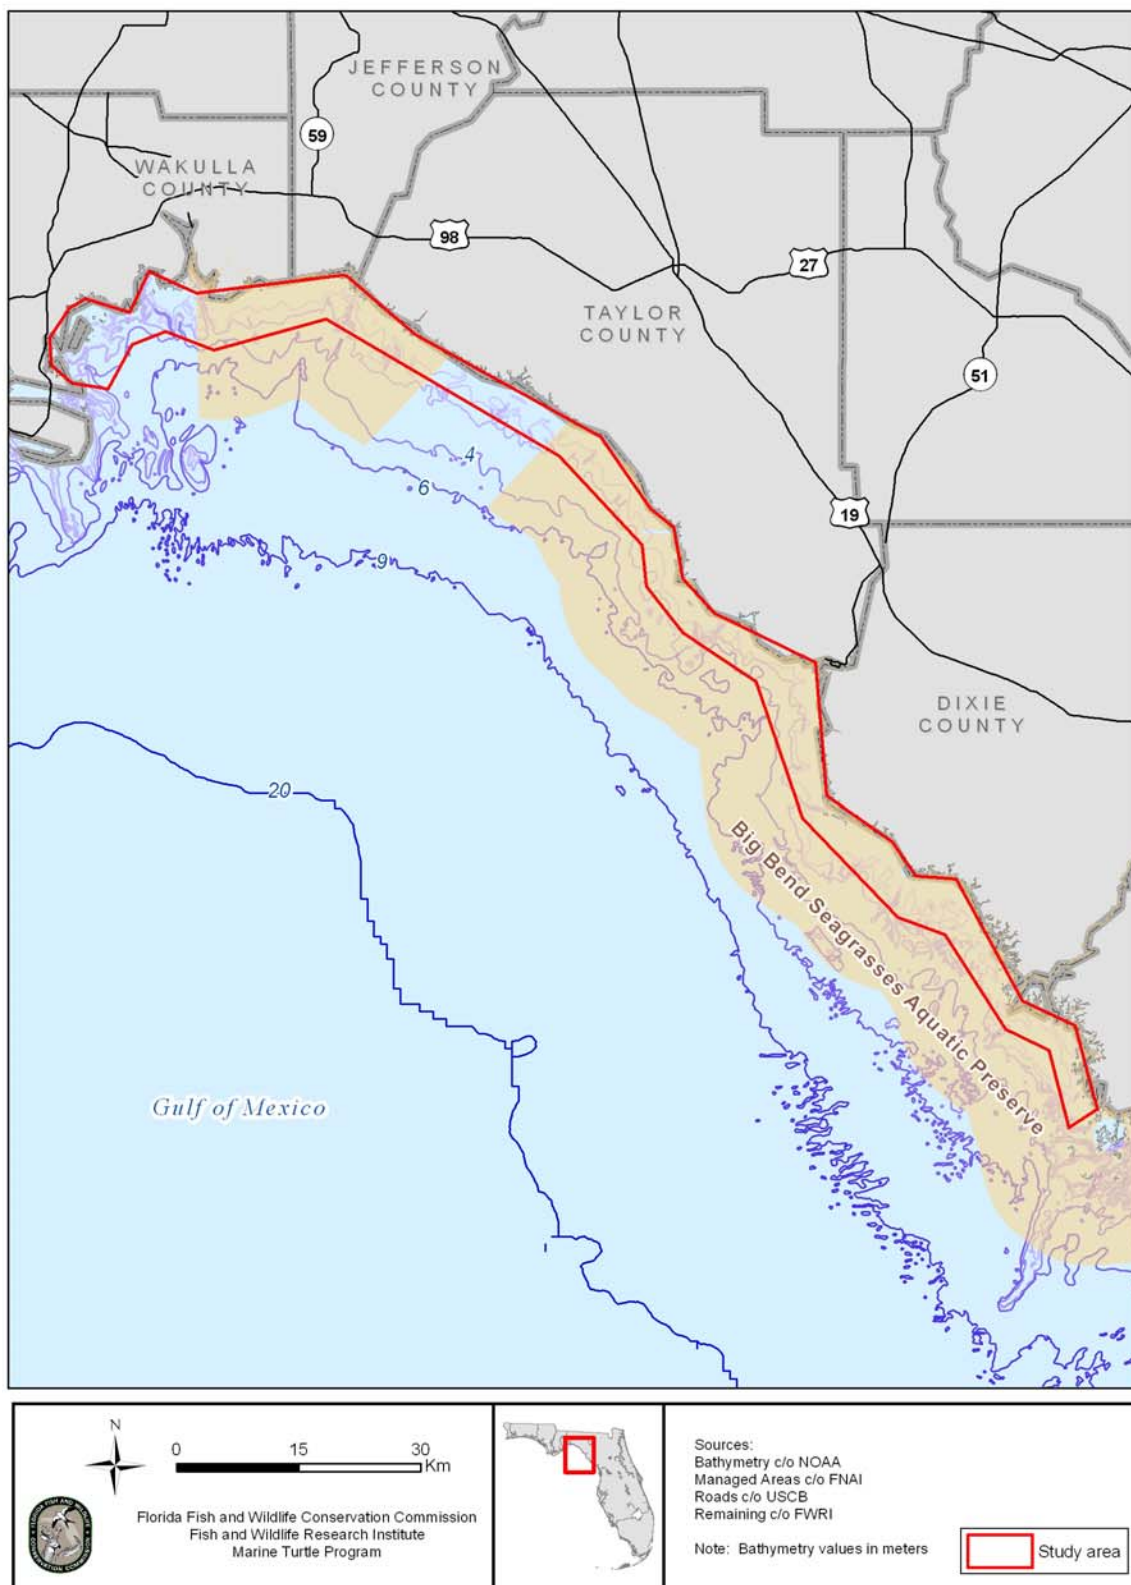 JEFFERSON
COUNTY
59
WAKULLA
COUNTY
98
27
TAYLOR
COUNTY
51
4
6
19
9
DIXIE
COUNTY
20
Big Bend Seagrasses Aquatic Preserve
Gulf of Mexico
N
0 15 30
Km
Florida Fish and Wildlife Conservation Commission
Fish and Wildlife Research Institute
Marine Turtle Program
Sources:
Bathymetry c/o NOAA
Managed Areas c/o FNAI
Roads c/o USCB
Remaining c/o FWRI
Note: Bathymetry values in meters
Study area